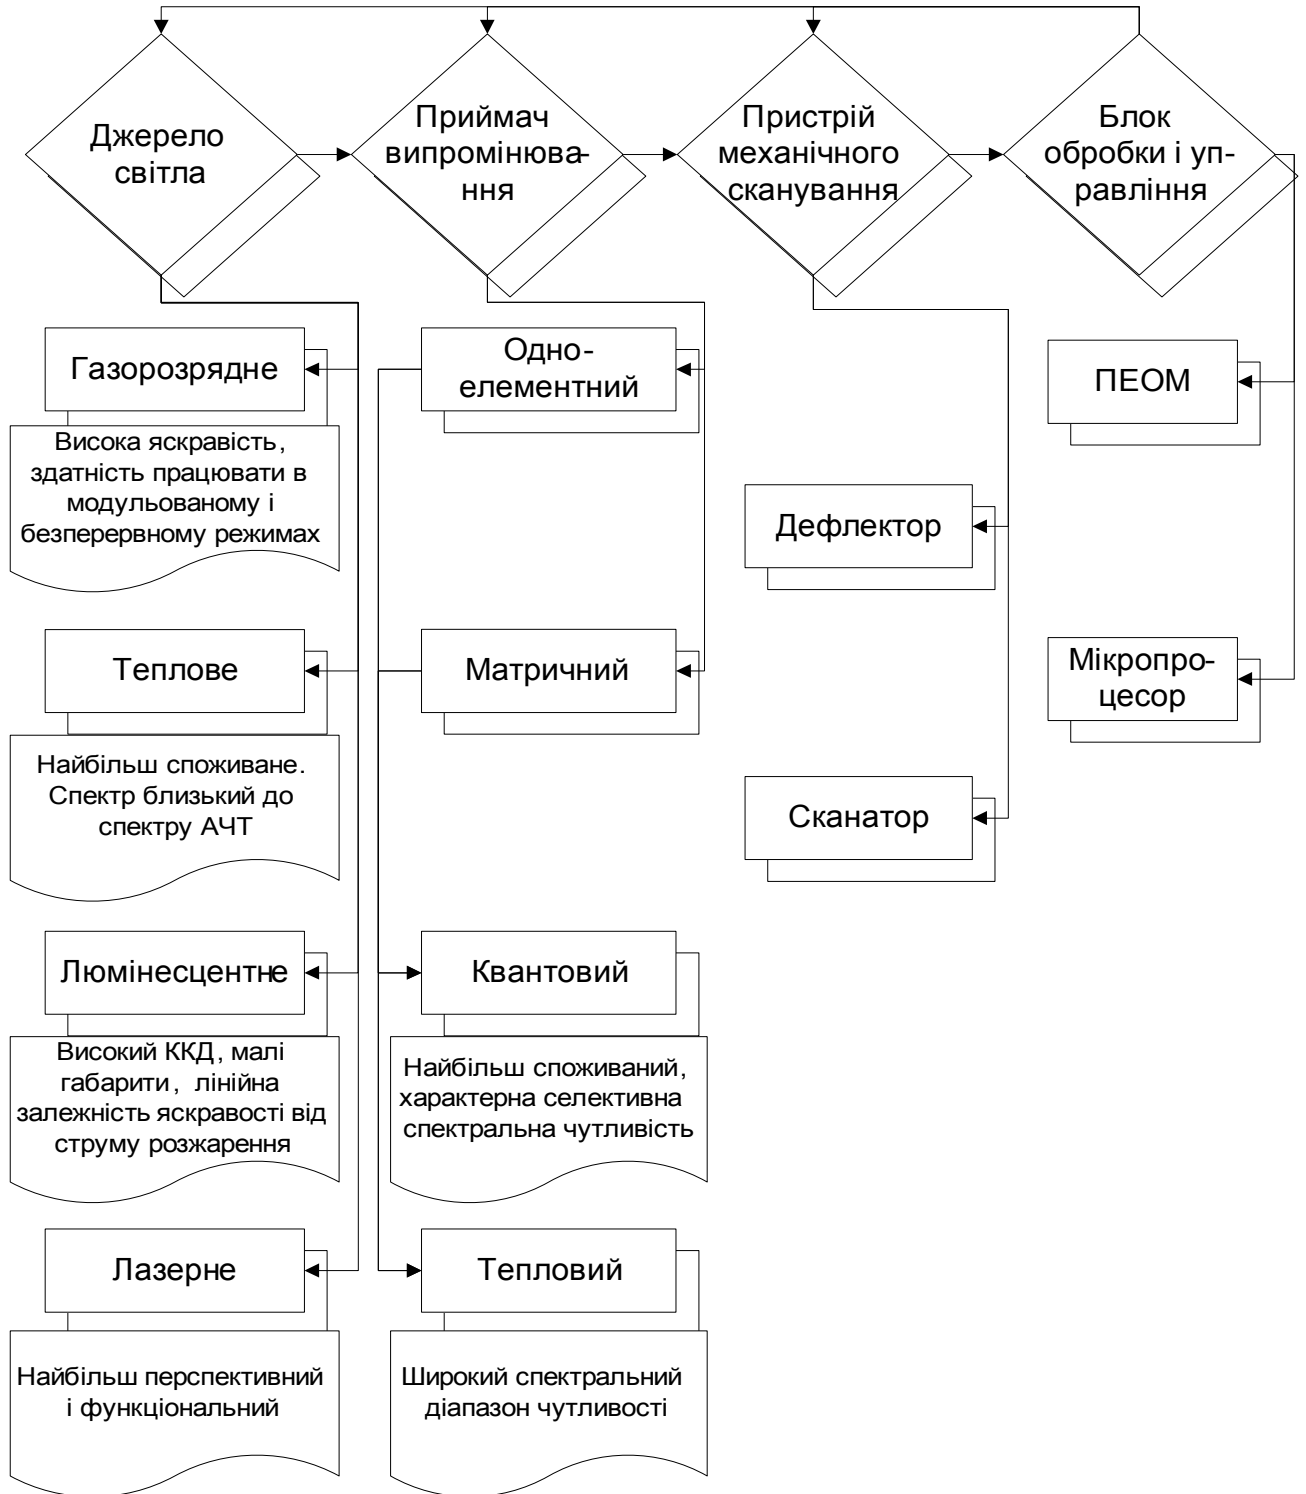 Джерело
світла
Приймач
випромінюва-
ння
Пристрій
механічного
сканування
Блок
обробки і уп-
равління
Газорозрядне
Висока яскравість,
здатність працювати в
модульованому і
безперервному режимах
Теплове
Найбільш споживане.
Спектр близький до
спектру АЧТ
Люмінесцентне
Високий ККД, малі
габарити, лінійна
залежність яскравості від
струму розжарення
Лазерне
Найбільш перспективний
і функціональний
Одно-
елементний
Матричний
Квантовий
Найбільш споживаний,
характерна селективна
спектральна чутливість
Тепловий
Широкий спектральний
діапазон чутливості
Дефлектор
Сканатор
ПЕОМ
Мікропро-
цесор